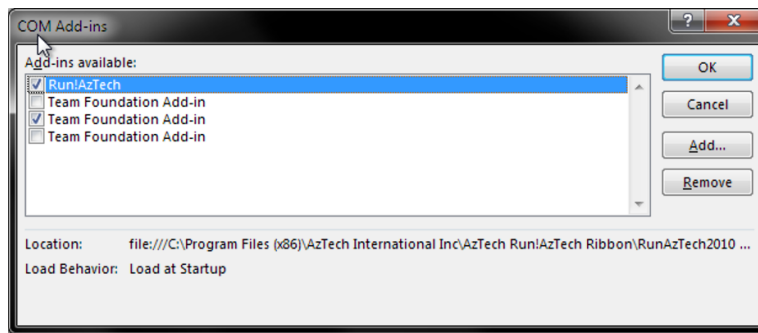 COM Add-ins
Add-ins available:
Run!AzTech
Team Foundation Add-in
Team Foundation Add-in
Team Foundation Add-in
OK
Cancel
Add...
Remove
Location: file:///C:\Program Files (x86)\AzTech International Inc\AzTech Run!AzTech Ribbon\RunAzTech2010 ...
Load Behavior: Load at Startup